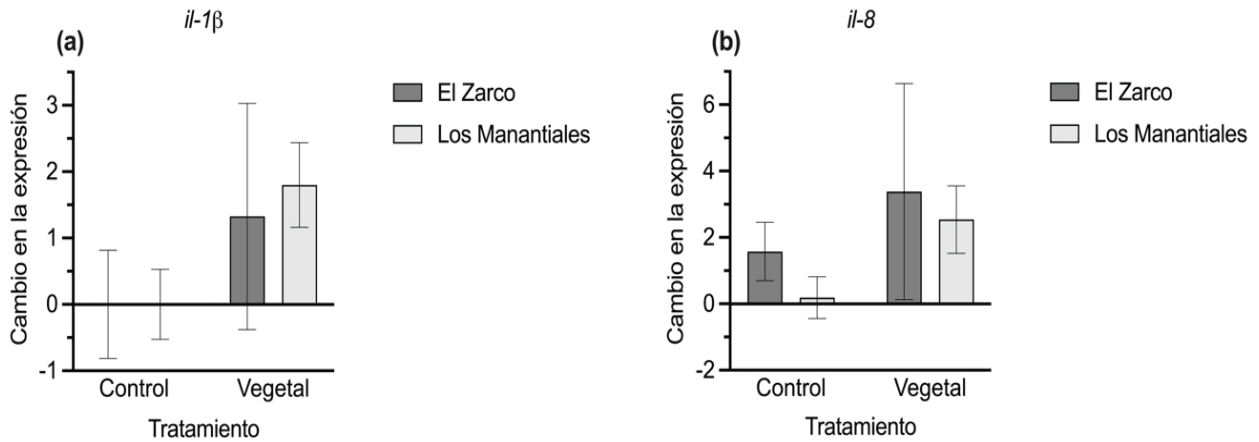 il-1β
(a)
Cambio en la expresión
3
2
1
0
-1
Control
Vegetal
Tratamiento
El Zarco
Los Manantiales
il-8
(b)
Cambio en la expresión
6
4
2
0
-2
Control
Vegetal
Tratamiento
El Zarco
Los Manantiales